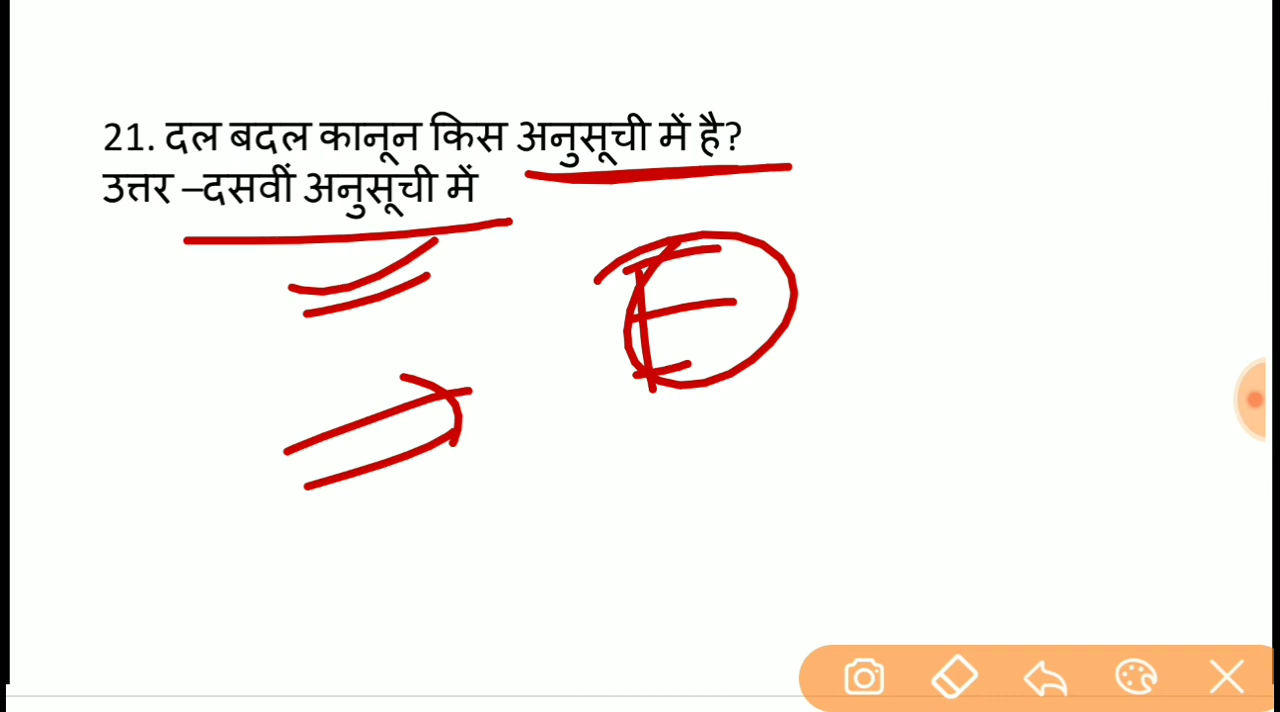 21. दल बदल कानून किस अनुसूची में है?
उत्तर –दसवीं अनुसूची में